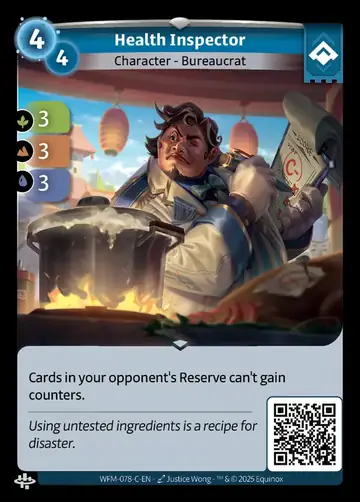 4
4
Health Inspector
Character - Bureaucrat
3
3
3
Cards in your opponent's Reserve can't gain
counters.
Using untested ingredients is a recipe for
disaster.
WFM-078-C-EN - Justice Wong - ™ & © 2025 Equinox